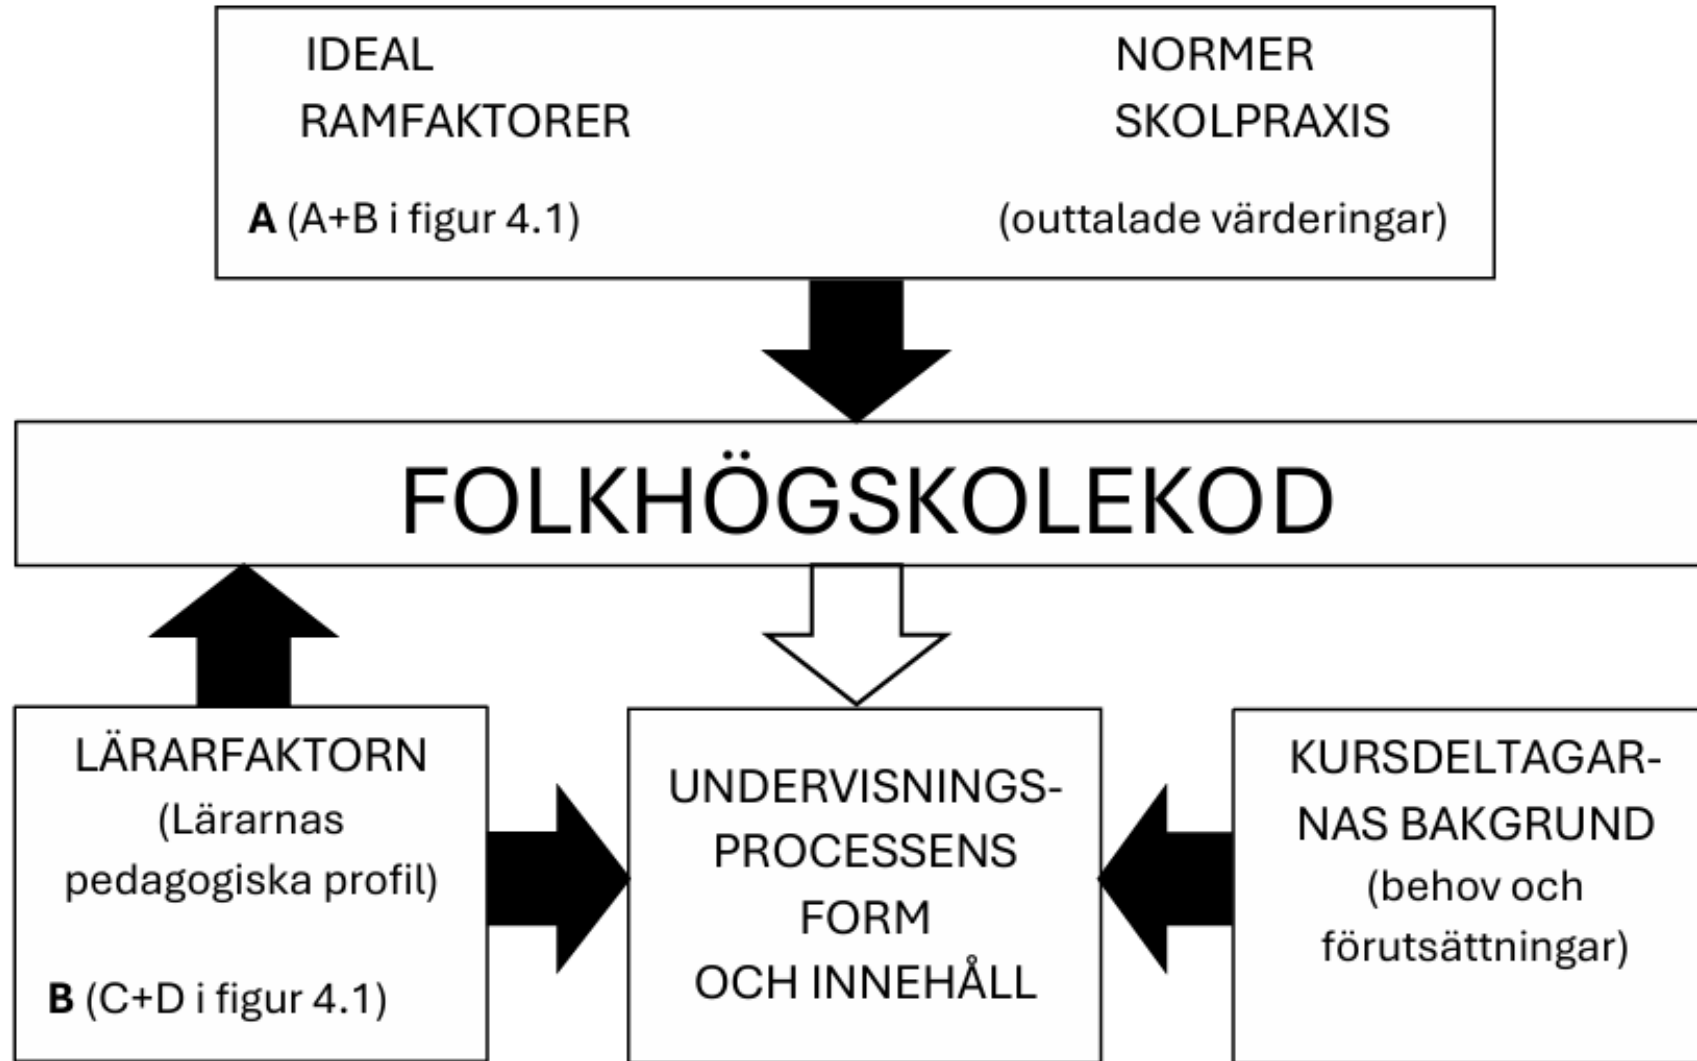 IDEAL
RAMFAKTORER
A (A+B i figur 4.1)
NORMER
SKOLPRAXIS
(outtalade värderingar)
FOLKHÖGSKOLEKOD
LÄRARFAKTORN
(Lärarnas
pedagogiska profil)
B (C+D i figur 4.1)
UNDERVISNINGS-
PROCESSENS
FORM
OCH INNEHÅLL
KURSDELTAGAR-
NAS BAKGRUND
(behov och
förutsättningar)